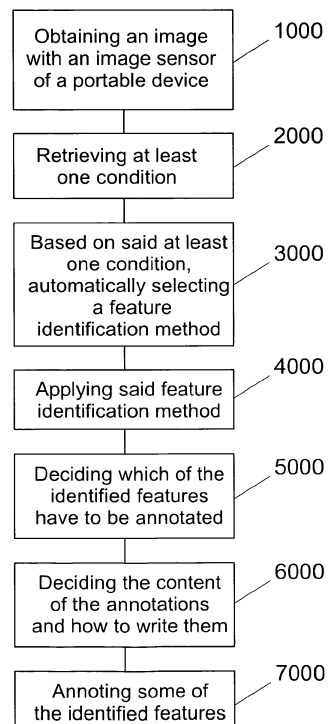 Obtaining an image
with an image sensor
of a portable device
1000
Retrieving at least
one condition
2000
Based on said at least
one condition,
automatically selecting
a feature
identification method
3000
Applying said feature
identification method
4000
Deciding which of the
identified features
have to be annotated
5000
Deciding the content
of the annotations
and how to write them
6000
Annoting some of
the identified features
7000